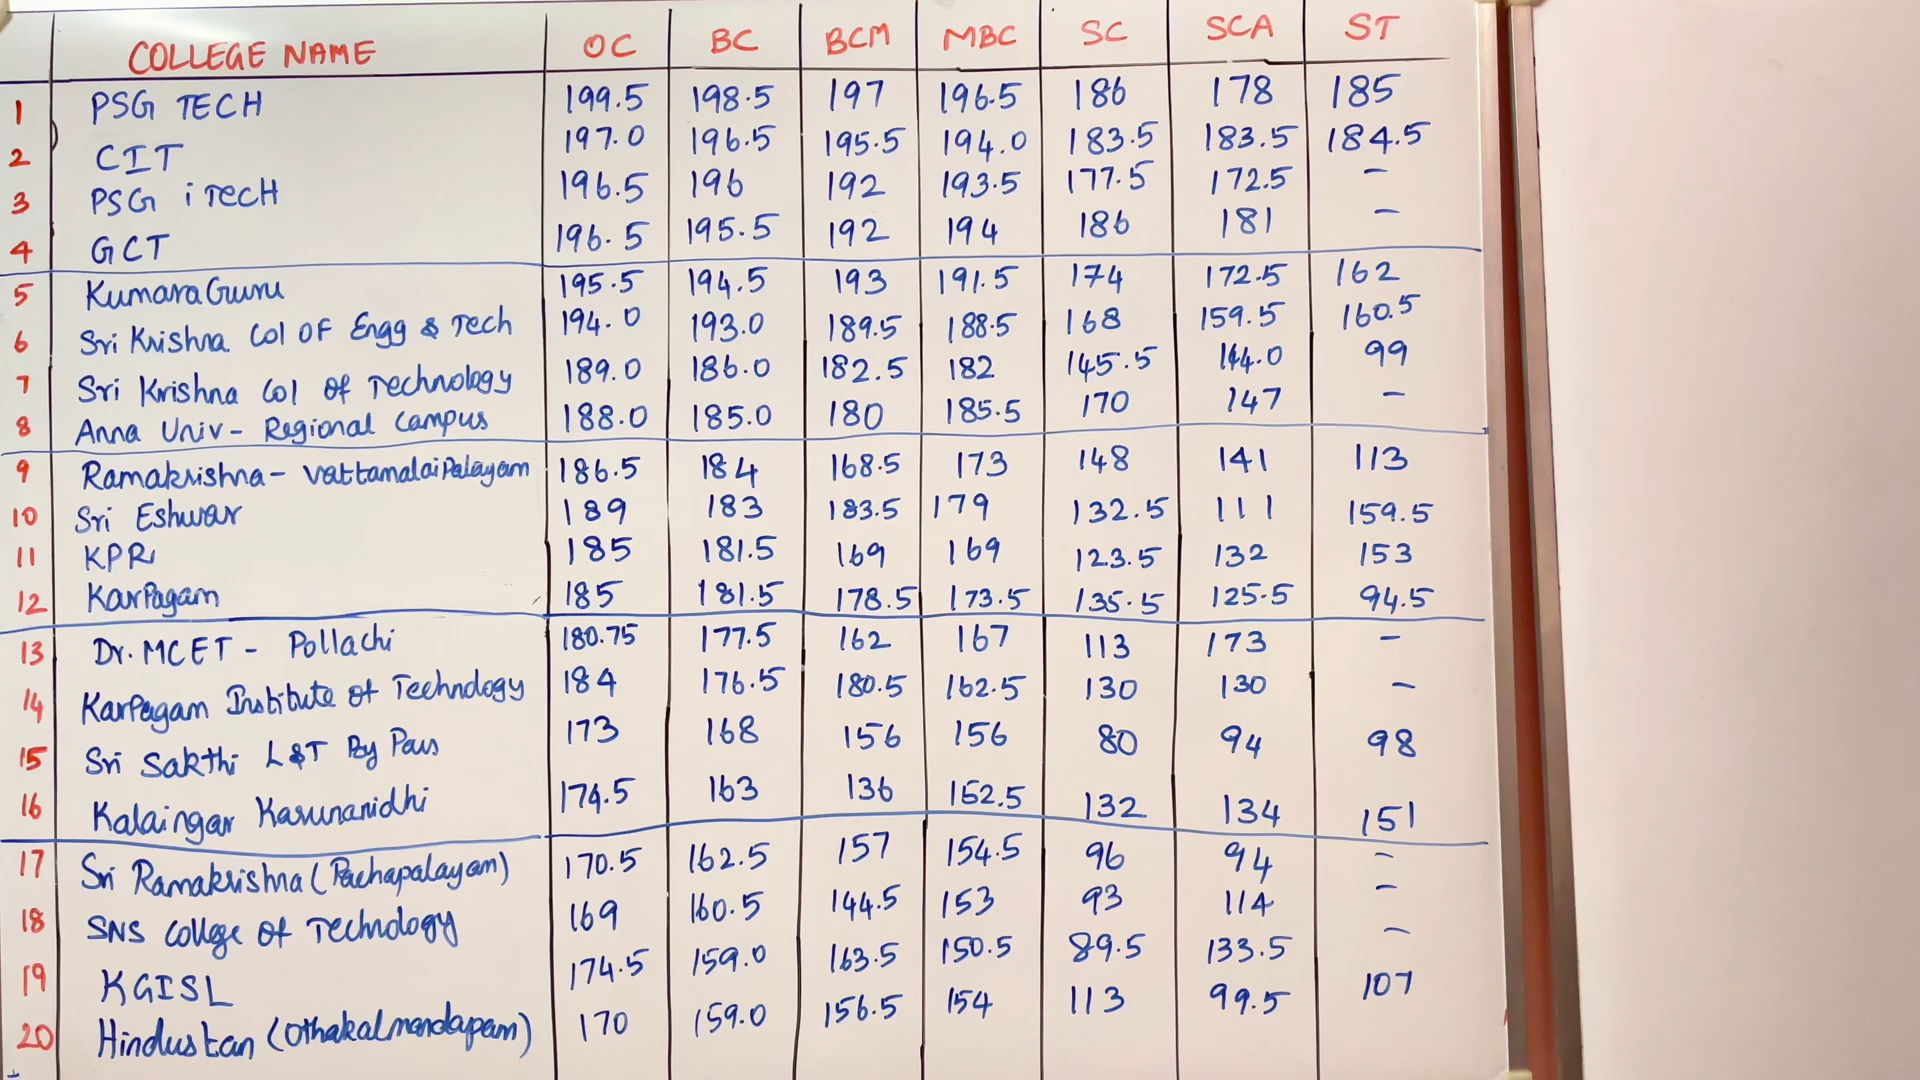 COLLEGE NAME OC BC BCM MBC SC SCA ST
1 PSG TECH 199.5 198.5 197 196.5 186 178 185
2 CIT 197.0 196.5 195.5 194.0 183.5 183.5 184.5
3 PSG i TECH 196.5 196 192 193.5 177.5 172.5 -
4 GCT 196.5 195.5 192 194 186 181 -
5 KumaraGuru 195.5 194.5 193 191.5 174 172.5 162
6 Sri Krishna Col OF Engg & Tech 194.0 193.0 189.5 188.5 168 159.5 160.5
7 Sri Krishna Col of Technology 189.0 186.0 182.5 182 145.5 144.0 99
8 Anna Univ - Regional Campus 188.0 185.0 180 185.5 170 147 -
9 Ramakrishna - VattamalaiPalayam 186.5 184 168.5 173 148 141 113
10 Sri Eshwar 189 183 183.5 179 132.5 111 159.5
11 KPR 185 181.5 169 169 123.5 132 153
12 KarPagam 185 181.5 178.5 173.5 135.5 125.5 94.5
13 Dr. MCET - Pollachi 180.75 177.5 162 167 113 173 -
14 KarPagam Institute of Technology 184 176.5 180.5 162.5 130 130 -
15 Sri Sakthi L&T By Pass 173 168 156 156 80 94 98
16 Kalaingar Karunanidhi 174.5 163 136 152.5 132 134 151
17 Sri Ramakrishna (Pachapalayam) 170.5 162.5 157 154.5 96 94 -
18 SNS College of Technology 169 160.5 144.5 153 93 114 -
19 KGISL 174.5 159.0 163.5 150.5 89.5 133.5 -
20 Hindustan (Othakalmandapam) 170 159.0 156.5 154 113 99.5 107